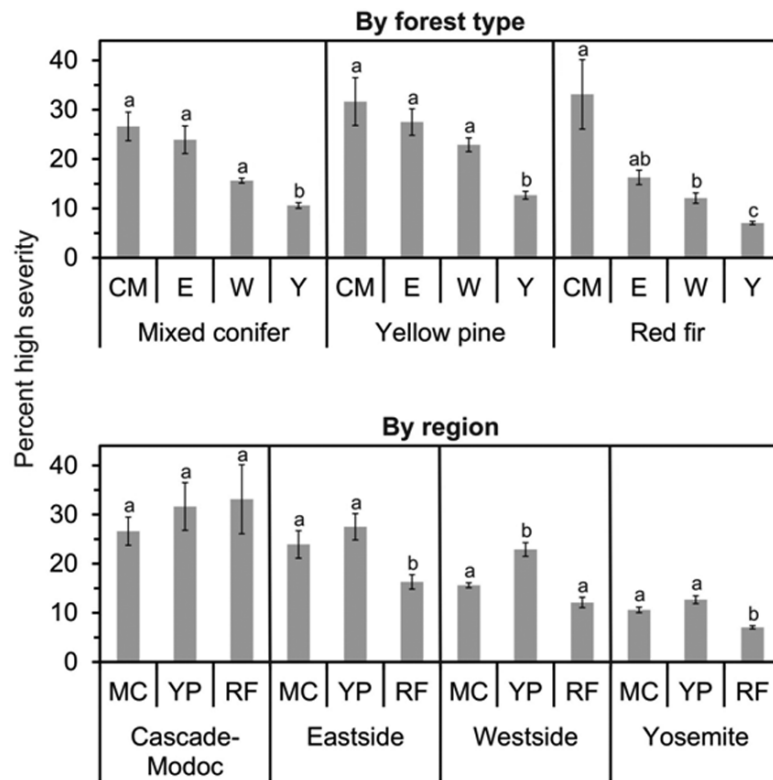 By forest type
Percent high severity
40
30
20
10
0
a a a b
a a a b
a ab b c
CM E W Y CM E W Y CM E W Y
Mixed conifer Yellow pine Red fir
By region
40
30
20
10
0
a a a
a a b
a b a
a a b
MC YP RF MC YP RF MC YP RF MC YP RF
Cascade- Eastside Westside Yosemite
Modoc